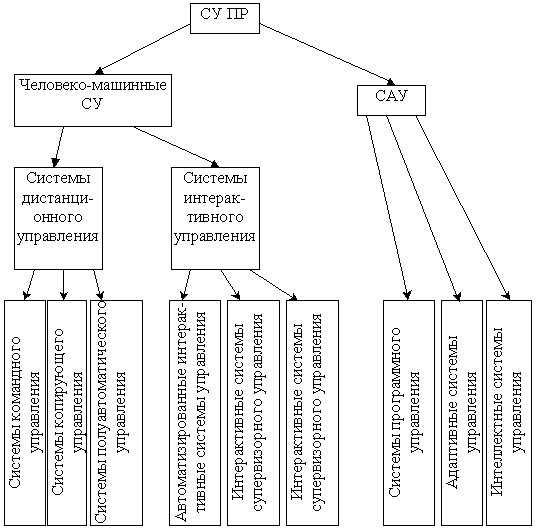 СУ ПР
Человеко-машинные
СУ
САУ
Системы
дистанци-
онного
управления
Системы
интерак-
тивного
управления
Системы командного
управления
Системы копирующего
управления
Системы полуавтоматического
управления
Автоматизированные интерак-
тивные системы управления
Интерактивные системы
супервизорного управления
Интерактивные системы
супервизорного управления
Системы программного
управления
Адаптивные системы
управления
Интеллектные системы
управления